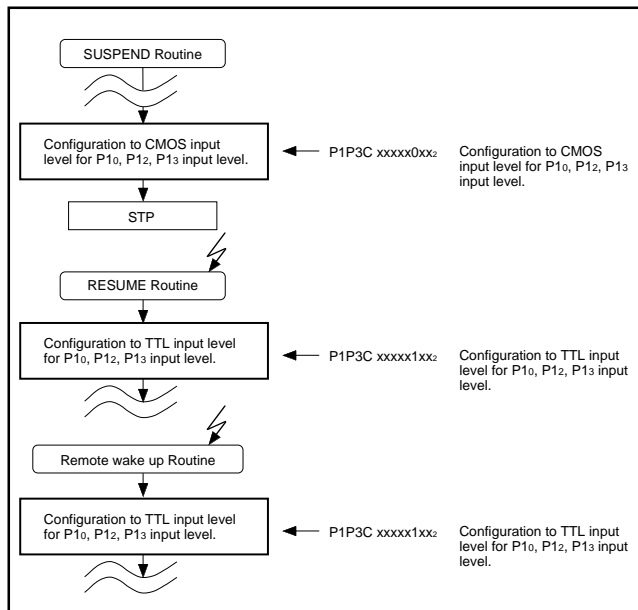 SUSPEND Routine
Configuration to CMOS input
level for P1₀, P1₂, P1₃ input level.
P1P3C xxxxx0xx₂
Configuration to CMOS
input level for P1₀, P1₂, P1₃
input level.
STP
RESUME Routine
Configuration to TTL input level
for P1₀, P1₂, P1₃ input level.
P1P3C xxxxx1xx₂
Configuration to TTL input
level for P1₀, P1₂, P1₃ input
level.
Remote wake up Routine
Configuration to TTL input level
for P1₀, P1₂, P1₃ input level.
P1P3C xxxxx1xx₂
Configuration to TTL input
level for P1₀, P1₂, P1₃ input
level.